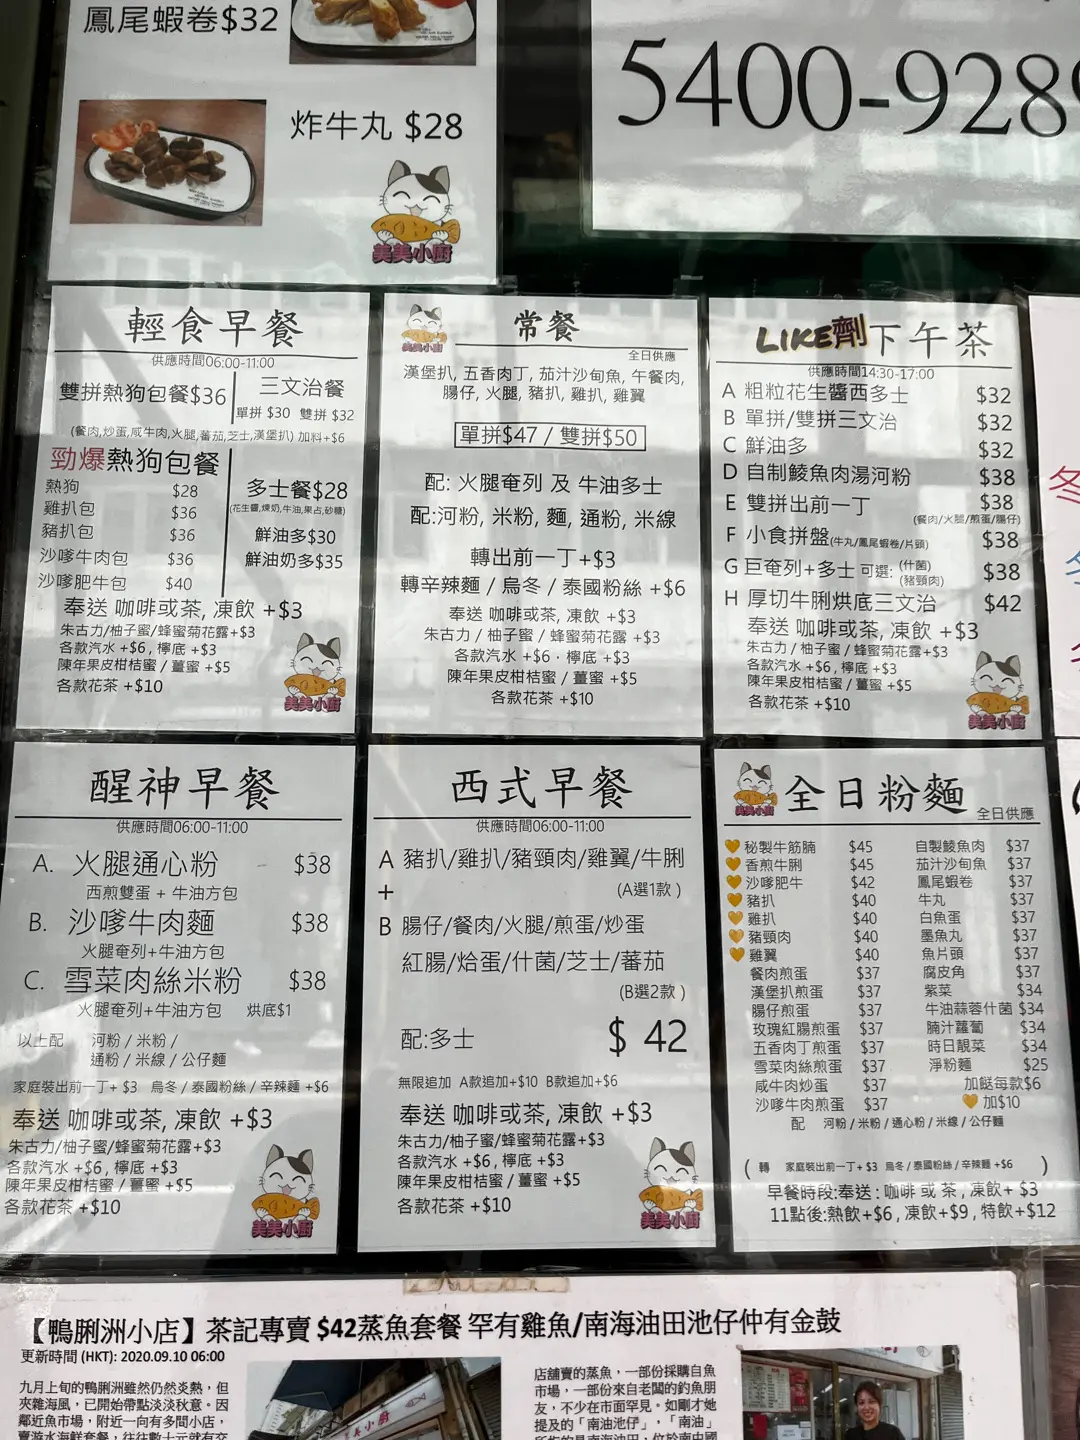 鳳尾蝦卷$32
炸牛丸 $28
美美小廚
5400-9289
輕食早餐
供應時間06:00-11:00
雙拼熱狗包餐$36
三文治餐
單拼 $30 雙拼 $32
(餐肉,炒蛋,咸牛肉,火腿,蕃茄,芝士,漢堡扒) 加料+$6
勁爆熱狗包餐
熱狗 $28
雞扒包 $36
豬扒包 $36
沙嗲牛肉包 $36
沙嗲肥牛包 $40
多士餐$28
(花生醬,煉奶,牛油,果占,砂糖)
鮮油多$30
鮮油奶多$35
奉送 咖啡或茶, 凍飲 +$3
朱古力/柚子蜜/蜂蜜菊花露+$3
各款汽水 +$6, 檸底 +$3
陳年果皮柑桔蜜 / 薑蜜 +$5
各款花茶 +$10
美美小廚
美美小廚
常餐
全日供應
漢堡扒, 五香肉丁, 茄汁沙甸魚, 午餐肉,
腸仔, 火腿, 豬扒, 雞扒, 雞翼
單拼$47 / 雙拼$50
配: 火腿奄列 及 牛油多士
配:河粉, 米粉, 麵, 通粉, 米線
轉出前一丁+$3
轉辛辣麵 / 烏冬 / 泰國粉絲 +$6
奉送 咖啡或茶, 凍飲 +$3
朱古力 / 柚子蜜 / 蜂蜜菊花露 +$3
各款汽水 +$6 · 檸底 +$3
陳年果皮柑桔蜜 / 薑蜜 +$5
各款花茶 +$10
LIKE劑下午茶
供應時間14:30-17:00
A 粗粒花生醬西多士 $32
B 單拼/雙拼三文治 $32
C 鮮油多 $32
D 自制鯪魚肉湯河粉 $38
E 雙拼出前一丁 $38
(餐肉/火腿/煎蛋/腸仔)
F 小食拼盤(牛丸/鳳尾蝦卷/片頭) $38
G 巨奄列+多士 可選: (什菌) (豬頸肉) $38
H 厚切牛脷烘底三文治 $42
奉送 咖啡或茶, 凍飲 +$3
朱古力 / 柚子蜜 / 蜂蜜菊花露+$3
各款汽水 +$6, 檸底 +$3
陳年果皮柑桔蜜 / 薑蜜 +$5
各款花茶 +$10
美美小廚
醒神早餐
供應時間06:00-11:00
A. 火腿通心粉 $38
西煎雙蛋 + 牛油方包
B. 沙嗲牛肉麵 $38
火腿奄列+牛油方包
C. 雪菜肉絲米粉 $38
火腿奄列+牛油方包 烘底$1
以上配 河粉 / 米粉 /
通粉 / 米線 / 公仔麵
家庭裝出前一丁+ $3 烏冬 / 泰國粉絲 / 辛辣麵 +$6
奉送 咖啡或茶, 凍飲 +$3
朱古力/柚子蜜/蜂蜜菊花露+$3
各款汽水 +$6 , 檸底 +$3
陳年果皮柑桔蜜 / 薑蜜 +$5
各款花茶 +$10
美美小廚
西式早餐
供應時間06:00-11:00
A 豬扒/雞扒/豬頸肉/雞翼/牛脷
+ (A選1款)
B 腸仔/餐肉/火腿/煎蛋/炒蛋
紅腸/烚蛋/什菌/芝士/蕃茄
(B選2款)
配:多士 $ 42
無限追加 A款追加+$10 B款追加+$6
奉送 咖啡或茶, 凍飲 +$3
朱古力/柚子蜜/蜂蜜菊花露+$3
各款汽水 +$6 , 檸底 +$3
陳年果皮柑桔蜜 / 薑蜜 +$5
各款花茶 +$10
美美小廚
美美小廚
全日粉麵
全日供應
🧡 秘製牛筋腩 $45
🧡 香煎牛脷 $45
🧡 沙嗲肥牛 $42
🧡 豬扒 $40
🧡 雞扒 $40
🧡 豬頸肉 $40
🧡 雞翼 $40
餐肉煎蛋 $37
漢堡扒煎蛋 $37
腸仔煎蛋 $37
玫瑰紅腸煎蛋 $37
五香肉丁煎蛋 $37
雪菜肉絲煎蛋 $37
咸牛肉炒蛋 $37
沙嗲牛肉煎蛋 $37
自製鯪魚肉 $37
茄汁沙甸魚 $37
鳳尾蝦卷 $37
牛丸 $37
白魚蛋 $37
墨魚丸 $37
魚片頭 $37
腐皮角 $37
紫菜 $34
牛油蒜蓉什菌 $34
腩汁蘿蔔 $34
時日靚菜 $34
淨粉麵 $25
加餸每款$6
🧡 加$10
配 河粉 / 米粉 / 通心粉 / 米線 / 公仔麵
( 轉 家庭裝出前一丁+ $3 烏冬 / 泰國粉絲 / 辛辣麵 +$6 )
早餐時段:奉送 : 咖啡 或 茶 , 凍飲+ $3
11點後:熱飲+$6 , 凍飲+$9 , 特飲+$12
冬
冬
【鴨脷洲小店】茶記專賣 $42蒸魚套餐 罕有雞魚/南海油田池仔仲有金鼓
更新時間 (HKT): 2020.09.10 06:00
九月上旬的鴨脷洲雖然仍然炎熱，但
夾雜海風，已開始帶點淡淡秋意。因
鄰近魚市場，附近一向有多間小店，
賣游水海鮮套餐，往往數十元就有交
店舖賣的蒸魚，一部份採購自魚
市場，一部份來自老闆的釣魚朋
友，不少在市面罕見。如剛才她
提及的「南油池仔」，「南油」